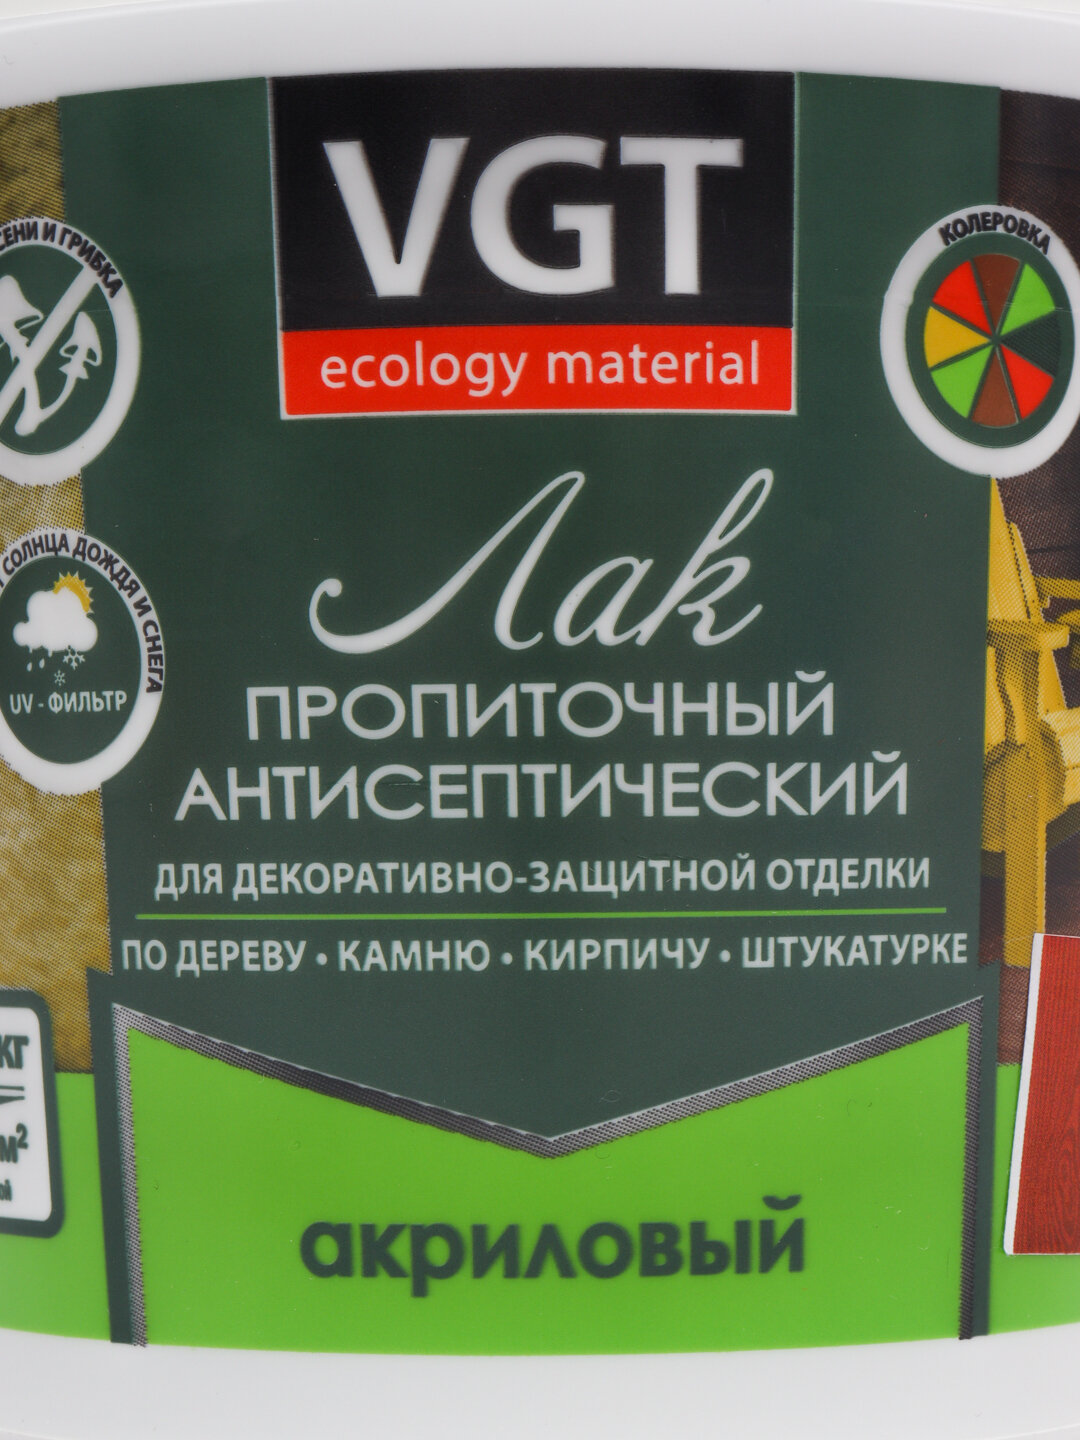 VGT
ecology material
И ГРИБКА
КОЛЕРОВКА
Лак
СОЛНЦА ДОЖДЯ И СНЕГА
UV - ФИЛЬТР
ПРОПИТОЧНЫЙ
АНТИСЕПТИЧЕСКИЙ
ДЛЯ ДЕКОРАТИВНО-ЗАЩИТНОЙ ОТДЕЛКИ
ПО ДЕРЕВУ • КАМНЮ • КИРПИЧУ • ШТУКАТУРКЕ
КГ
М²
акриловый